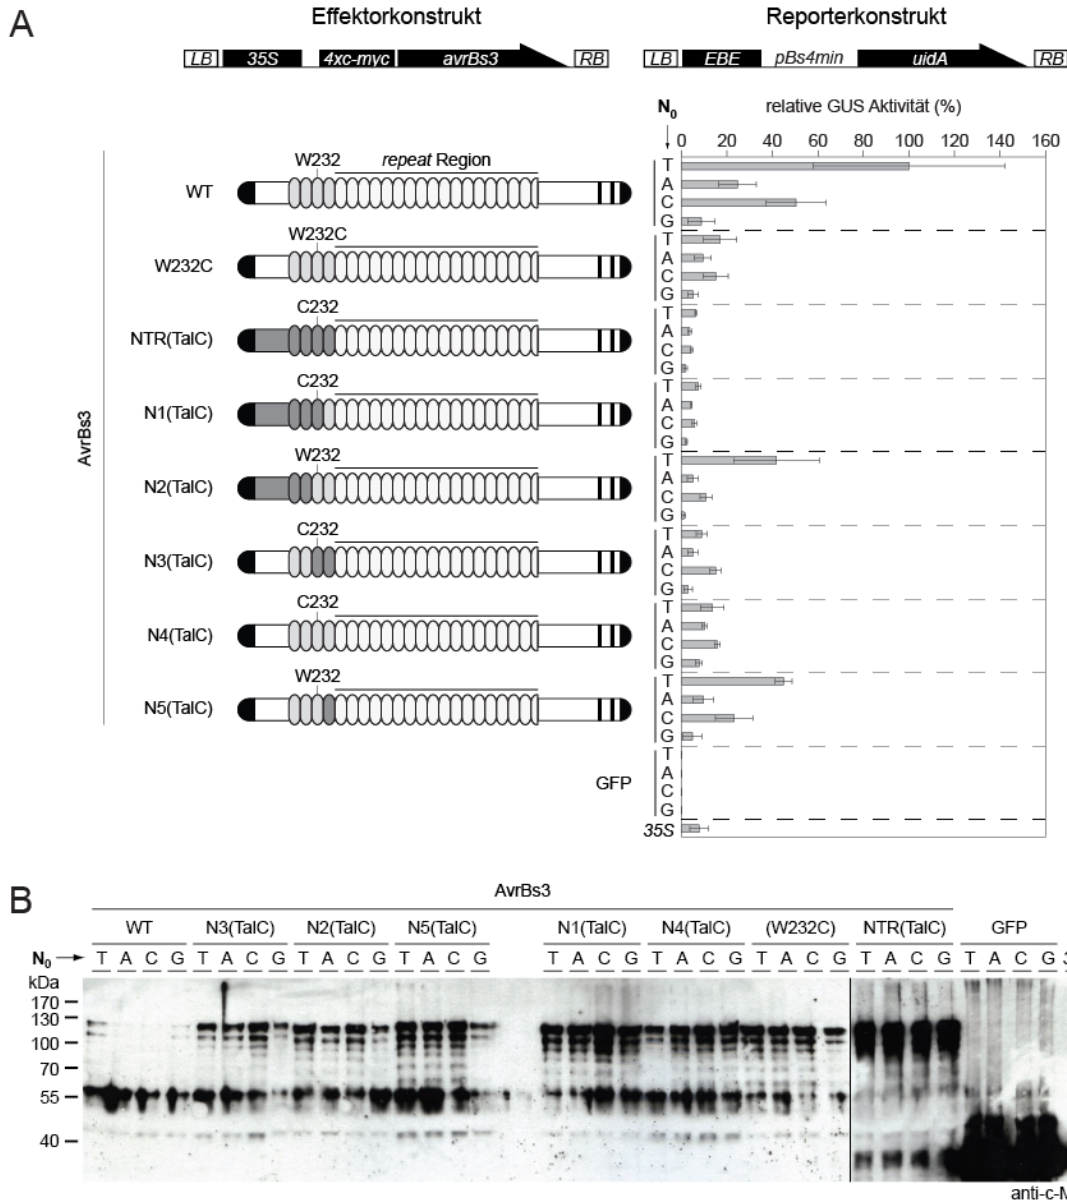 A
Effektorkonstrukt
Reporterkonstrukt
LB 35S 4xc-myc avrBs3 RB
LB EBE pBs4min uidA RB
N0 relative GUS Aktivität (%)
0 20 40 60 80 100 120 140 160
AvrBs3
WT W232 repeat Region T A C G
W232C W232C T A C G
NTR(TalC) C232 T A C G
N1(TalC) C232 T A C G
N2(TalC) W232 T A C G
N3(TalC) C232 T A C G
N4(TalC) C232 T A C G
N5(TalC) W232 T A C G
GFP T A C G
35S
B
AvrBs3
WT N3(TalC) N2(TalC) N5(TalC) N1(TalC) N4(TalC) (W232C) NTR(TalC) GFP
N0 T A C G T A C G T A C G T A C G T A C G T A C G T A C G T A C G T A C G
kDa
170
130
100
70
55
40
anti-c-M